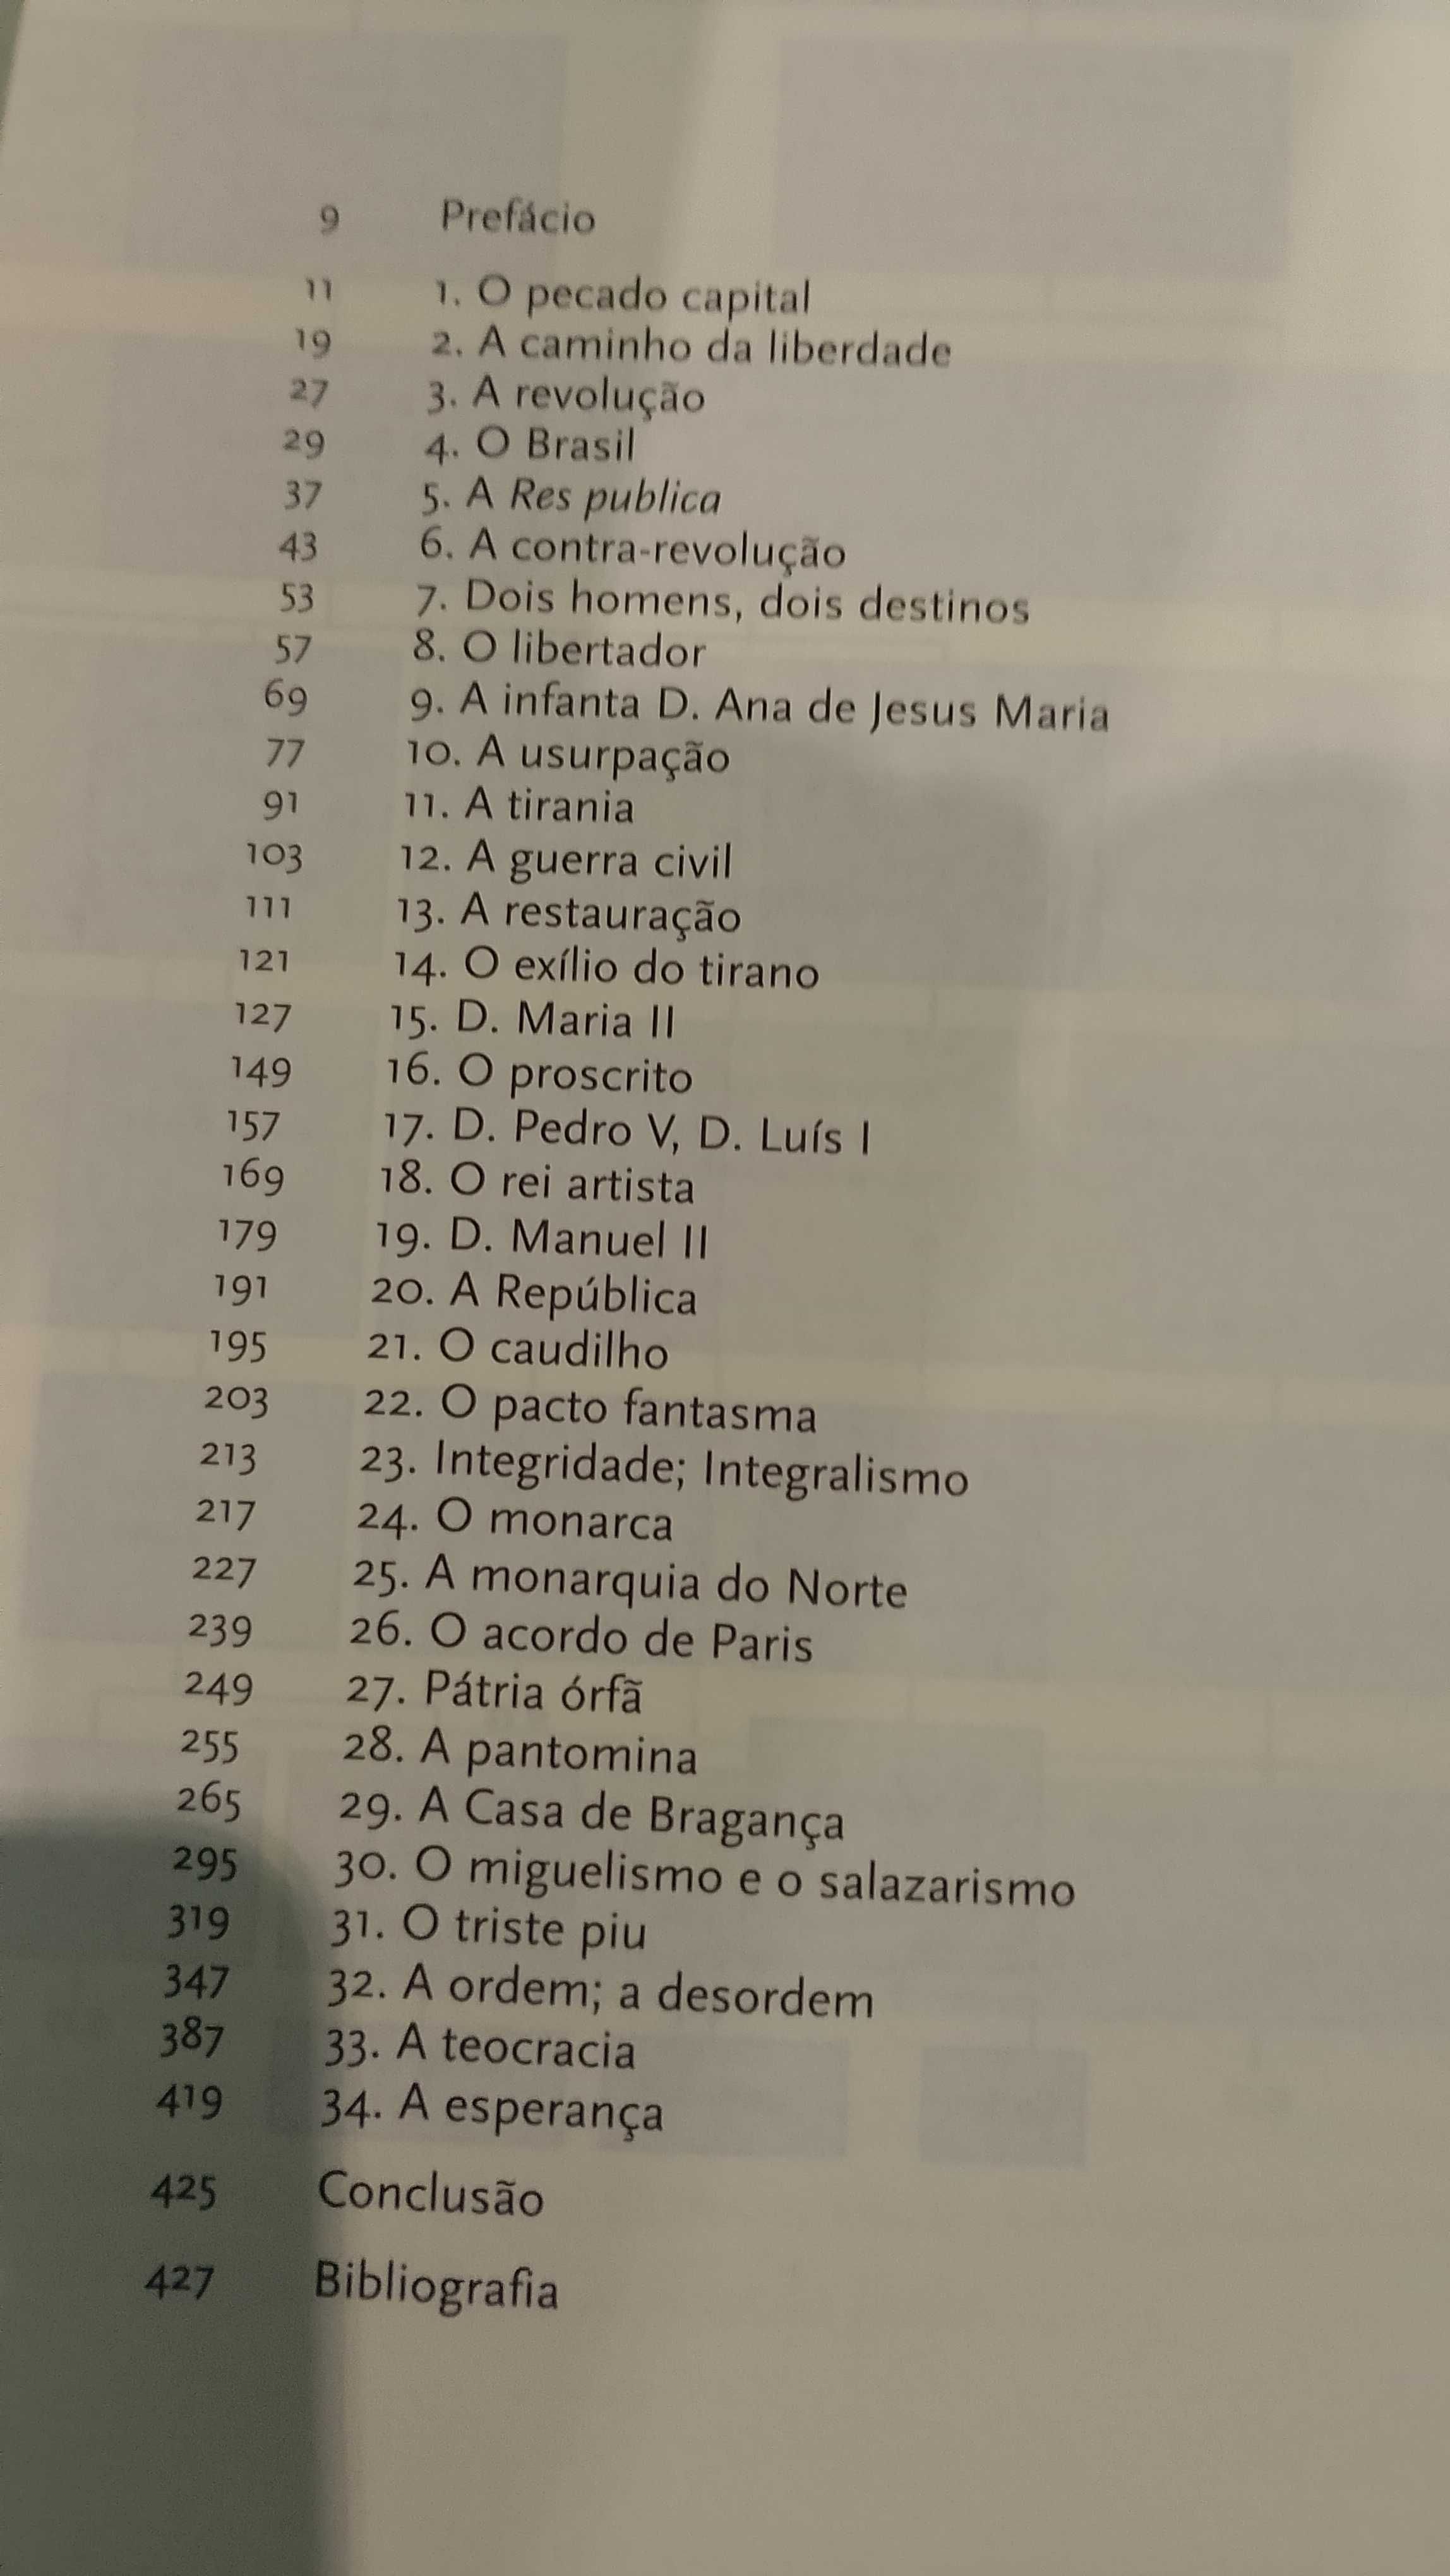 9 Prefácio
11 1. O pecado capital
19 2. A caminho da liberdade
27 3. A revolução
29 4. O Brasil
37 5. A Res publica
43 6. A contra-revolução
53 7. Dois homens, dois destinos
57 8. O libertador
69 9. A infanta D. Ana de Jesus Maria
77 10. A usurpação
91 11. A tirania
103 12. A guerra civil
111 13. A restauração
121 14. O exílio do tirano
127 15. D. Maria II
149 16. O proscrito
157 17. D. Pedro V, D. Luís I
169 18. O rei artista
179 19. D. Manuel II
191 20. A República
195 21. O caudilho
203 22. O pacto fantasma
213 23. Integridade; Integralismo
217 24. O monarca
227 25. A monarquia do Norte
239 26. O acordo de Paris
249 27. Pátria órfã
255 28. A pantomina
265 29. A Casa de Bragança
295 30. O miguelismo e o salazarismo
319 31. O triste piu
347 32. A ordem; a desordem
387 33. A teocracia
419 34. A esperança
425 Conclusão
427 Bibliografia